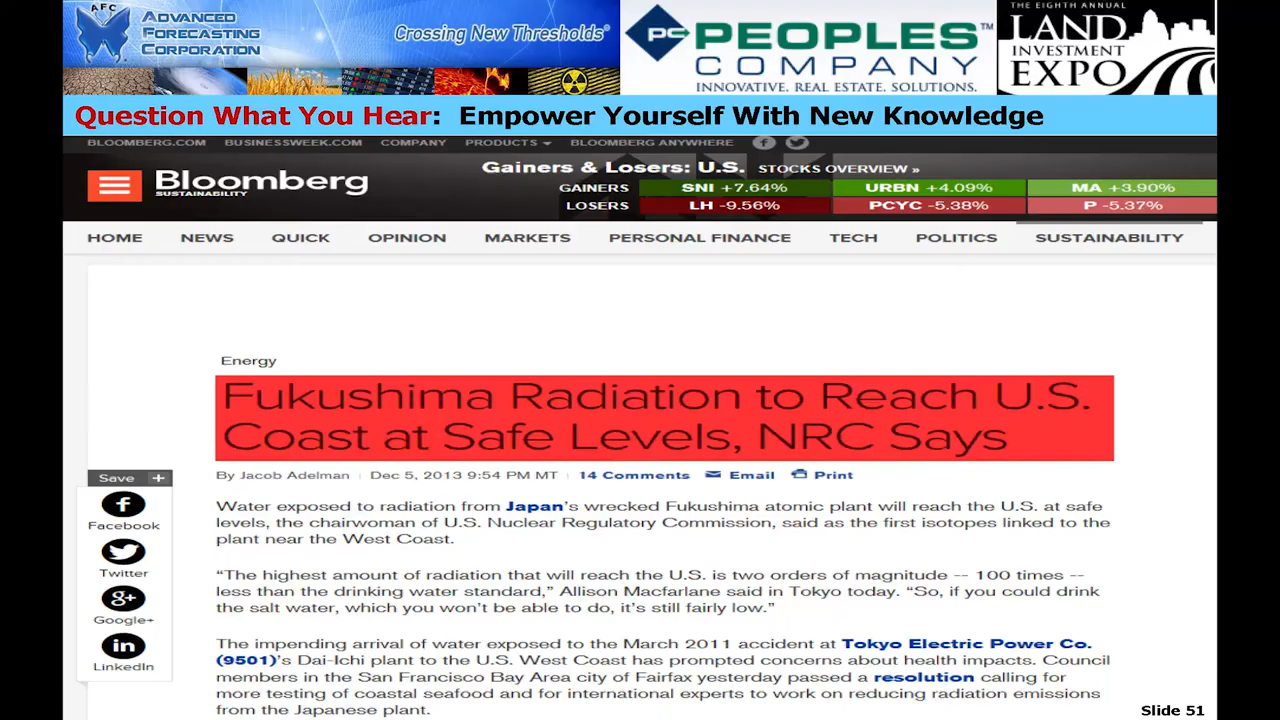 AFC
ADVANCED
FORECASTING
CORPORATION
Crossing New Thresholds®
PC PEOPLES™
COMPANY
INNOVATIVE. REAL ESTATE. SOLUTIONS.
THE EIGHTH ANNUAL
LAND
INVESTMENT
EXPO
Question What You Hear: Empower Yourself With New Knowledge
BLOOMBERG.COM BUSINESSWEEK.COM COMPANY PRODUCTS BLOOMBERG ANYWHERE
Gainers & Losers: U.S. STOCKS OVERVIEW »
Bloomberg
SUSTAINABILITY
GAINERS SNI +7.64% URBN +4.09% MA +3.90%
LOSERS LH -9.56% PCYC -5.38% P -5.37%
HOME NEWS QUICK OPINION MARKETS PERSONAL FINANCE TECH POLITICS SUSTAINABILITY
Energy
Fukushima Radiation to Reach U.S.
Coast at Safe Levels, NRC Says
By Jacob Adelman Dec 5, 2013 9:54 PM MT 14 Comments Email Print
Save +
Facebook
Twitter
Google+
LinkedIn
Water exposed to radiation from Japan's wrecked Fukushima atomic plant will reach the U.S. at safe
levels, the chairwoman of U.S. Nuclear Regulatory Commission, said as the first isotopes linked to the
plant near the West Coast.
“The highest amount of radiation that will reach the U.S. is two orders of magnitude -- 100 times --
less than the drinking water standard,” Allison Macfarlane said in Tokyo today. “So, if you could drink
the salt water, which you won't be able to do, it's still fairly low.”
The impending arrival of water exposed to the March 2011 accident at Tokyo Electric Power Co.
(9501)'s Dai-Ichi plant to the U.S. West Coast has prompted concerns about health impacts. Council
members in the San Francisco Bay Area city of Fairfax yesterday passed a resolution calling for
more testing of coastal seafood and for international experts to work on reducing radiation emissions
from the Japanese plant.
Slide 51